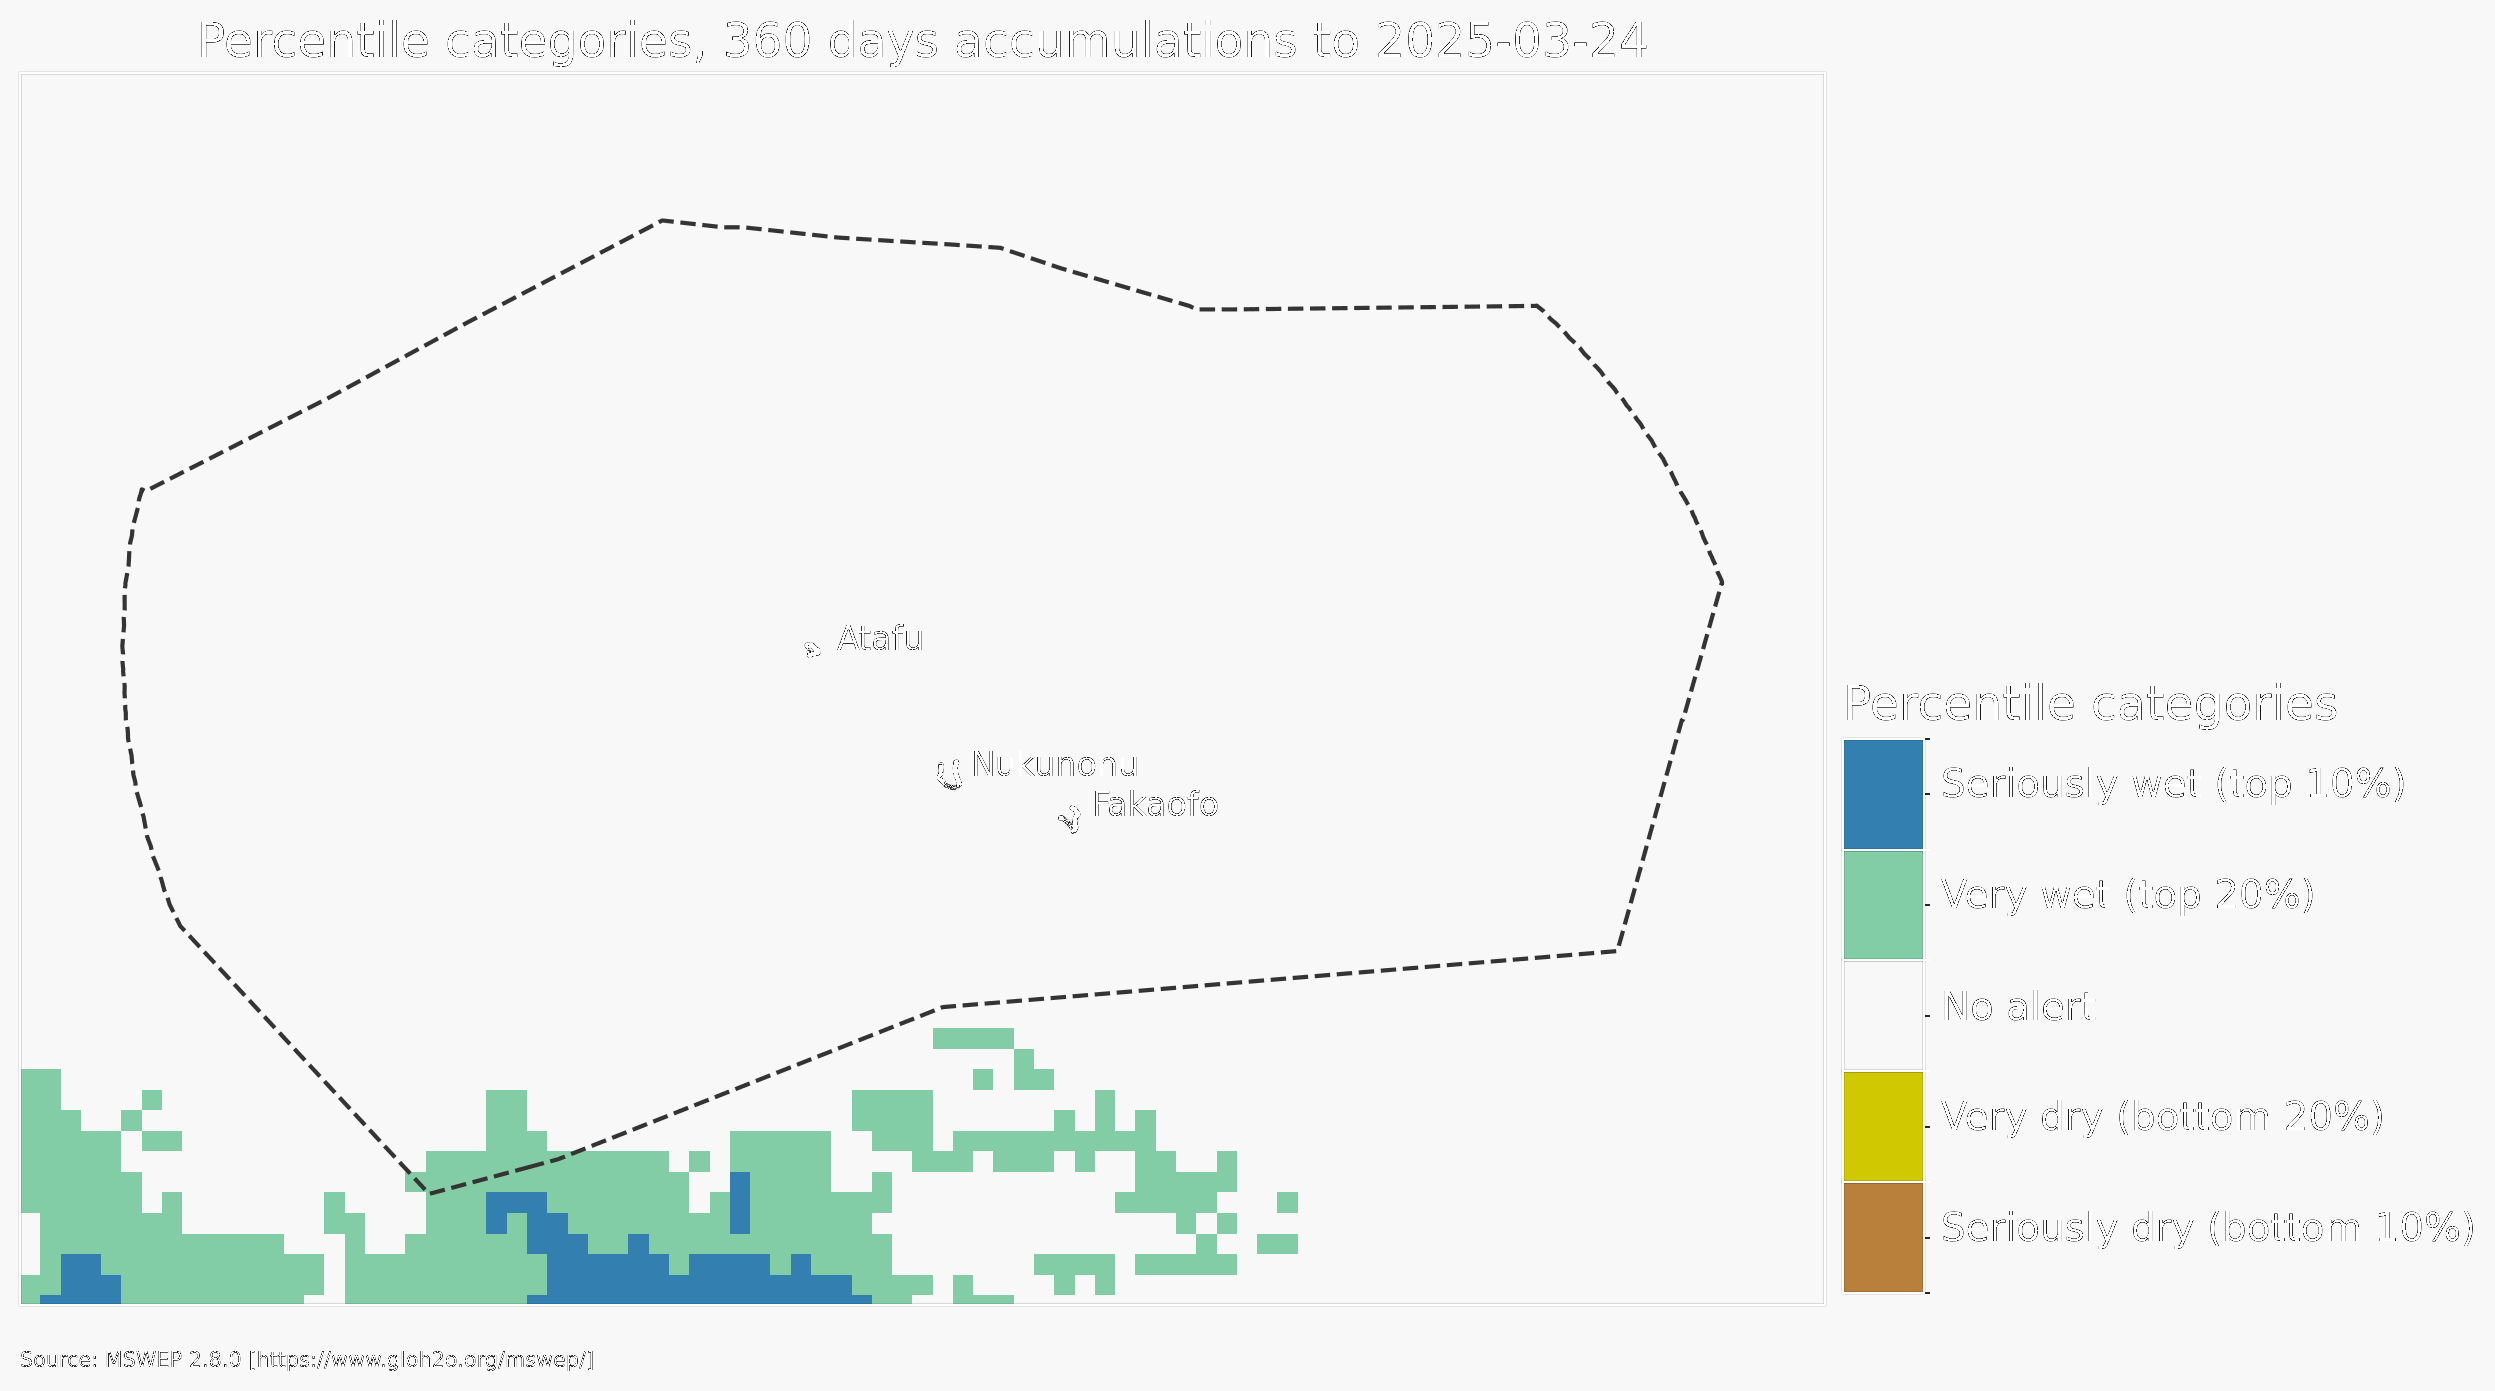 Percentile categories, 360 days accumulations to 2025-03-24
Atafu
Nukunonu
Fakaofo
Percentile categories
Seriously wet (top 10%)
Very wet (top 20%)
No alert
Very dry (bottom 20%)
Seriously dry (bottom 10%)
Source: MSWEP 2.8.0 [https://www.gloh2o.org/mswep/]